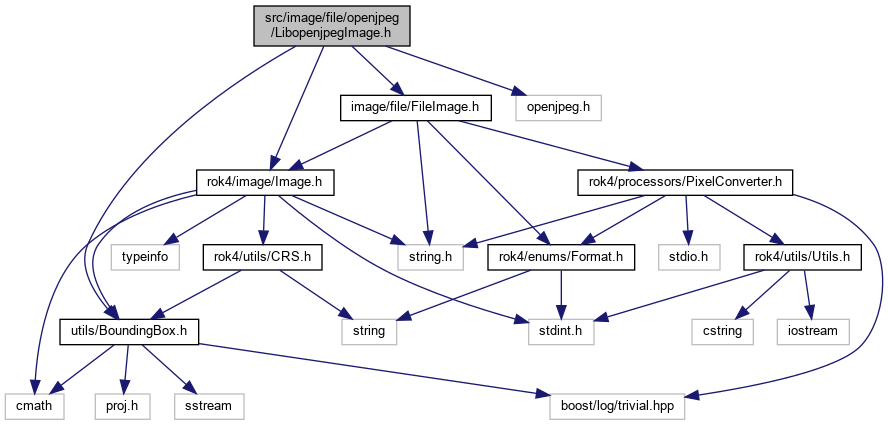 src/image/file/openjpeg
/LibopenjpegImage.h
image/file/FileImage.h
openjpeg.h
rok4/image/Image.h
rok4/processors/PixelConverter.h
typeinfo
rok4/utils/CRS.h
string.h
rok4/enums/Format.h
stdio.h
rok4/utils/Utils.h
utils/BoundingBox.h
string
stdint.h
cstring
iostream
cmath
proj.h
sstream
boost/log/trivial.hpp